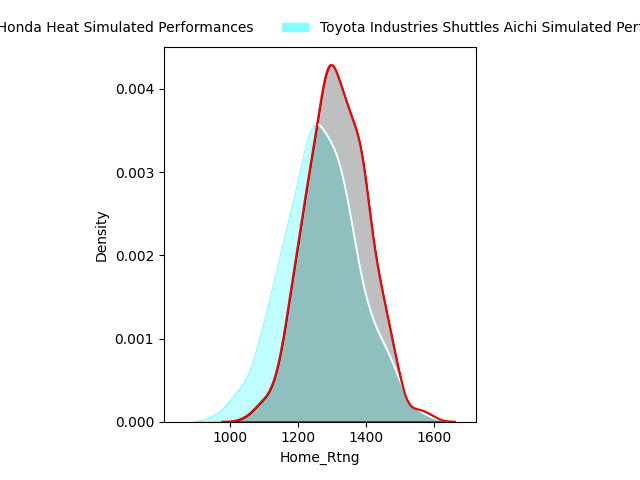 Honda Heat Simulated Performances
Toyota Industries Shuttles Aichi Simulated
0.004
0.003
0.002
0.001
0.000
Density
1000 1200 1400 1600
Home_Rtng